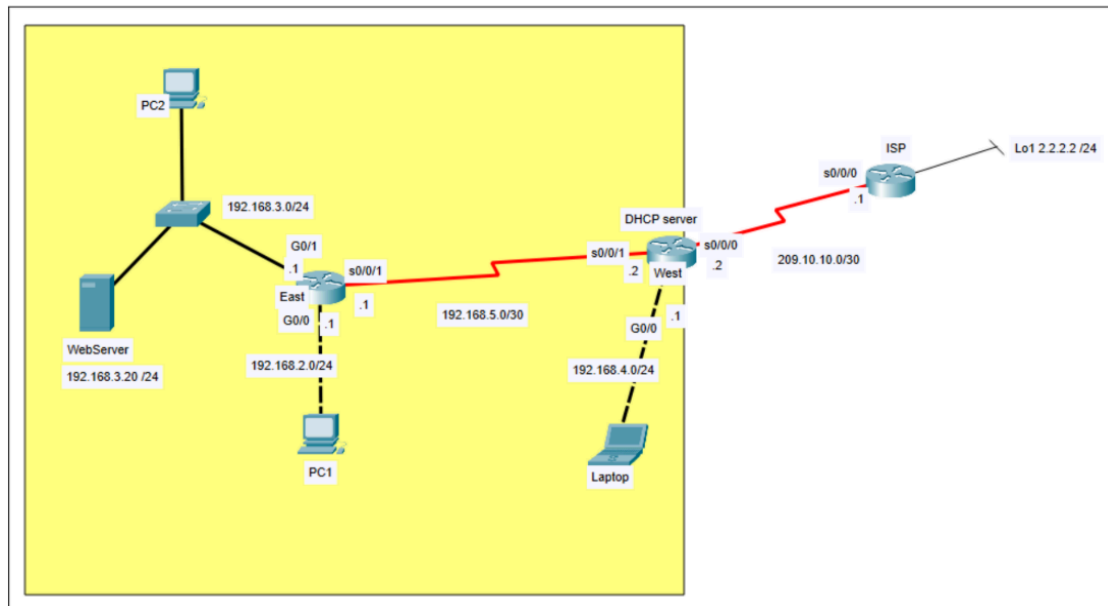 PC2
ISP
Lo1 2.2.2.2 /24
s0/0/0
.1
192.168.3.0/24
DHCP server
G0/1
s0/0/1
s0/0/0
.1
s0/0/1
.2
West
.2
209.10.10.0/30
East
.1
192.168.5.0/30
G0/0
.1
.1
G0/0
WebServer
192.168.2.0/24
192.168.4.0/24
192.168.3.20 /24
PC1
Laptop